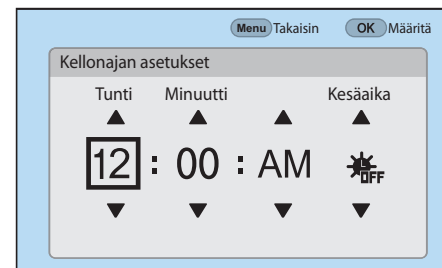 Menu Takaisin OK Määritä
Kellonajan asetukset
Tunti Minuutti Kesäaika
12 : 00 : AM OFF